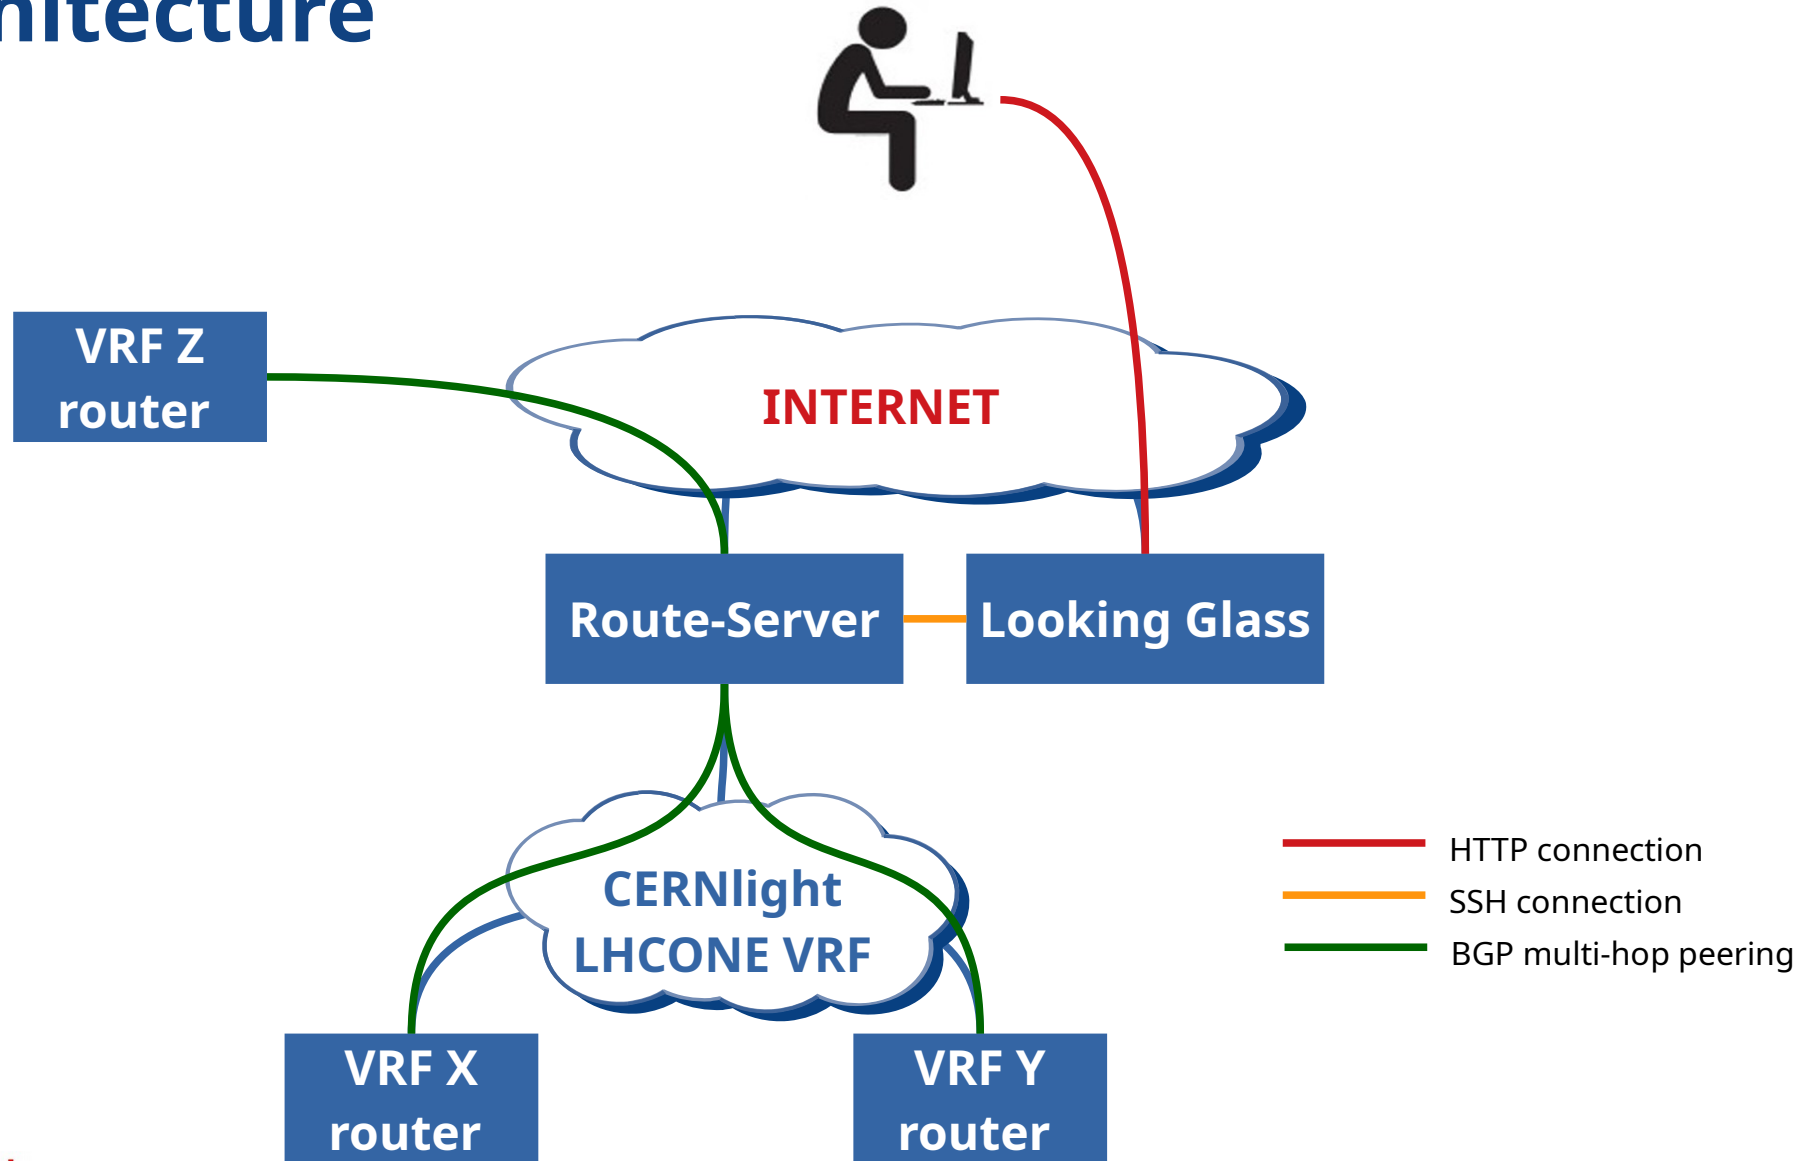 hitecture
VRF Z
router
INTERNET
Route-Server
Looking Glass
CERNlight
LHCONE VRF
HTTP connection
SSH connection
BGP multi-hop peering
VRF X
router
VRF Y
router